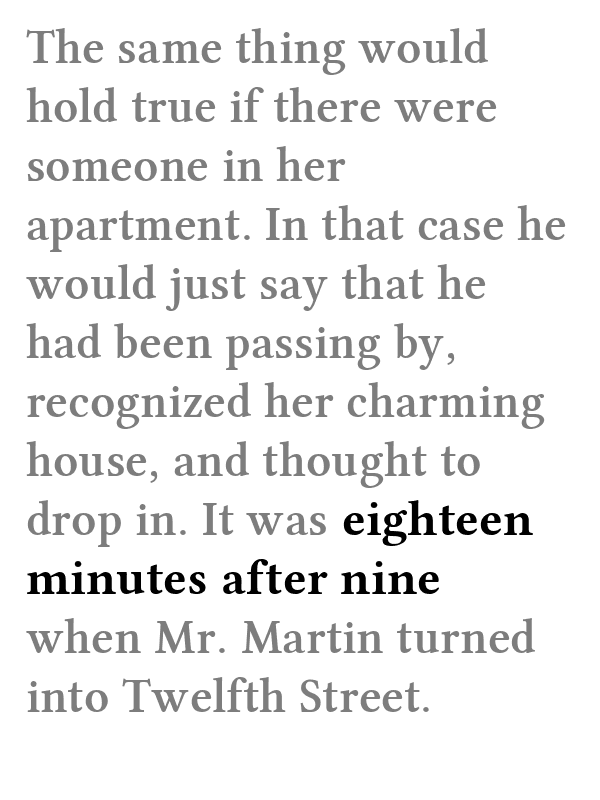 The same thing would
hold true if there were
someone in her
apartment. In that case he
would just say that he
had been passing by,
recognized her charming
house, and thought to
drop in. It was eighteen
minutes after nine
when Mr. Martin turned
into Twelfth Street.